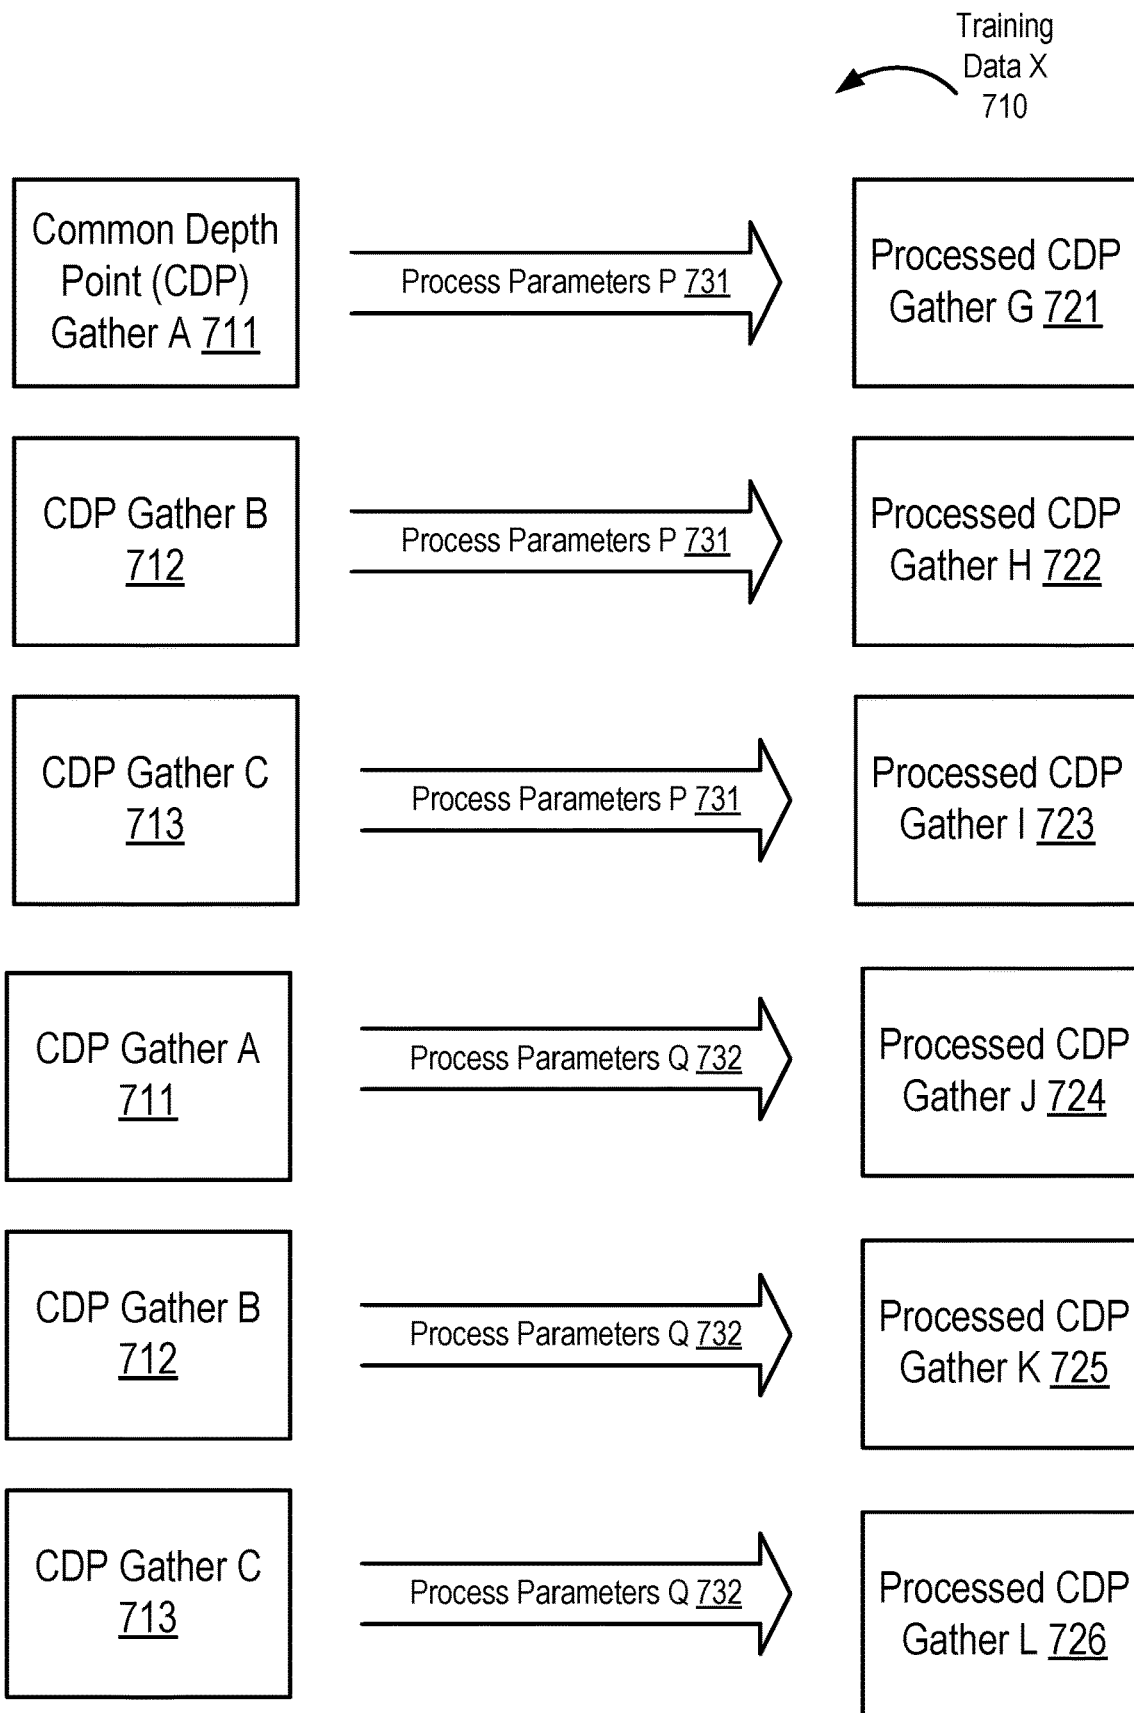 Training
Data X
710
Common Depth
Point (CDP)
Gather A 711
Process Parameters P 731
Processed CDP
Gather G 721
CDP Gather B
712
Process Parameters P 731
Processed CDP
Gather H 722
CDP Gather C
713
Process Parameters P 731
Processed CDP
Gather I 723
CDP Gather A
711
Process Parameters Q 732
Processed CDP
Gather J 724
CDP Gather B
712
Process Parameters Q 732
Processed CDP
Gather K 725
CDP Gather C
713
Process Parameters Q 732
Processed CDP
Gather L 726